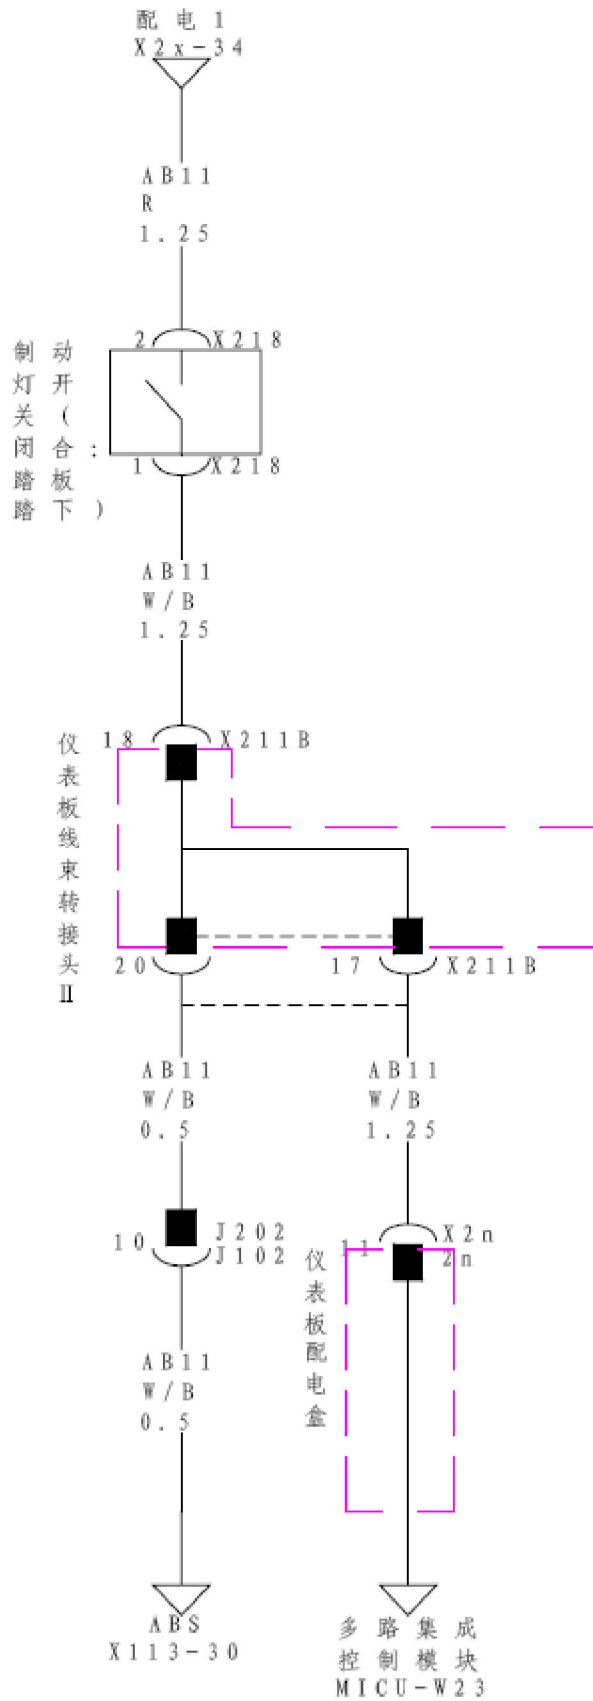 配电1
X2x-34
AB11
R
1.25
2 X218
制动
灯开
关(
闭合:
踏板
踏下)
1 X218
AB11
W/B
1.25
18 X211B
仪表板线束转接头II
20
17 X211B
AB11
W/B
0.5
AB11
W/B
1.25
10 J202
J102
11 X2n
2n
仪表板配电盒
AB11
W/B
0.5
ABS
X113-30
多路集成
控制模块
MICU-W23